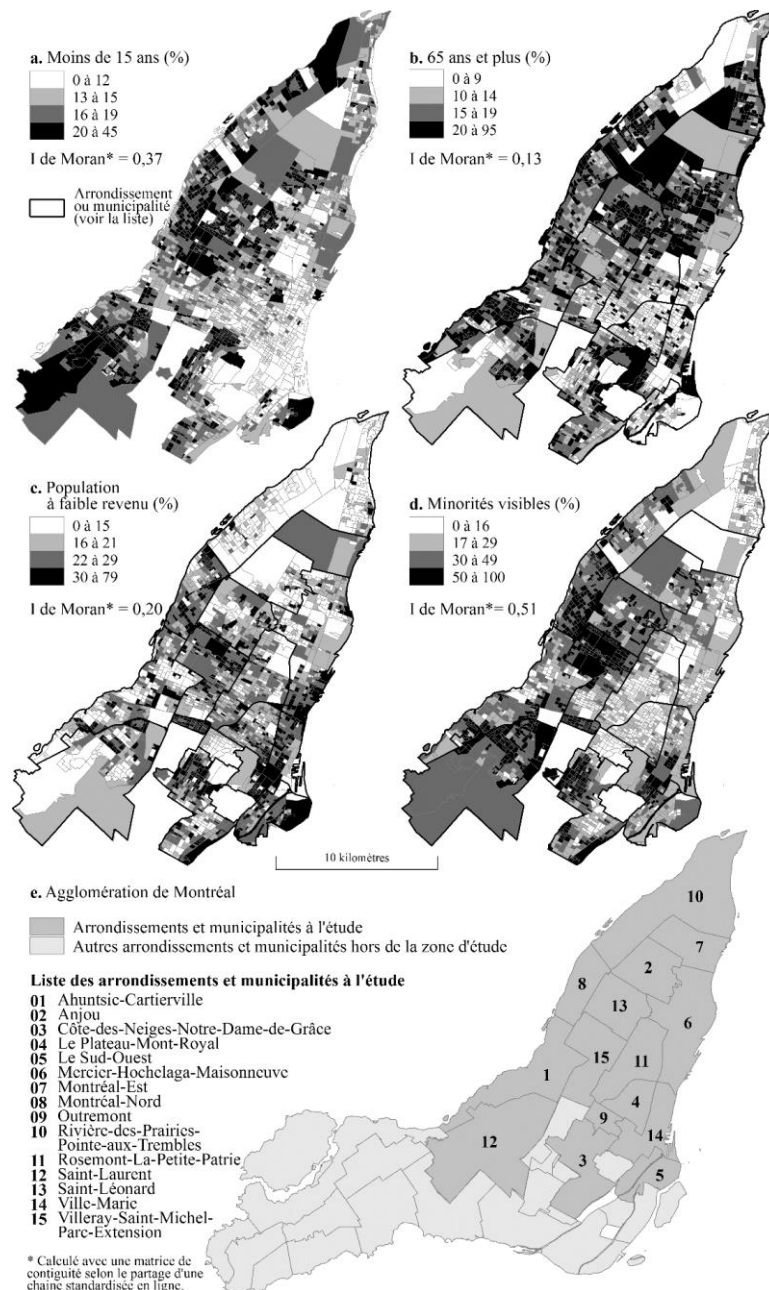 a. Moins de 15 ans (%)
0 à 12
13 à 15
16 à 19
20 à 45
I de Moran* = 0,37
Arrondissement
ou municipalité
(voir la liste)
b. 65 ans et plus (%)
0 à 9
10 à 14
15 à 19
20 à 95
I de Moran* = 0,13
c. Population
à faible revenu (%)
0 à 15
16 à 21
22 à 29
30 à 79
I de Moran* = 0,20
d. Minorités visibles (%)
0 à 16
17 à 29
30 à 49
50 à 100
I de Moran*= 0,51
10 kilomètres
e. Agglomération de Montréal
Arrondissements et municipalités à l'étude
Autres arrondissements et municipalités hors de la zone d'étude
Liste des arrondissements et municipalités à l'étude
01 Ahuntsic-Cartierville
02 Anjou
03 Côte-des-Neiges-Notre-Dame-de-Grâce
04 Le Plateau-Mont-Royal
05 Le Sud-Ouest
06 Mercier-Hochelaga-Maisonneuve
07 Montréal-Est
08 Montréal-Nord
09 Outremont
10 Rivière-des-Prairies-
Pointe-aux-Trembles
11 Rosemont-La-Petite-Patrie
12 Saint-Laurent
13 Saint-Léonard
14 Ville-Marie
15 Villeray-Saint-Michel-
Parc-Extension
* Calculé avec une matrice de
contiguité selon le partage d'une
chaine standardisée en ligne.
10
7
2
8
13
6
15
11
1
4
9
14
12
3
5